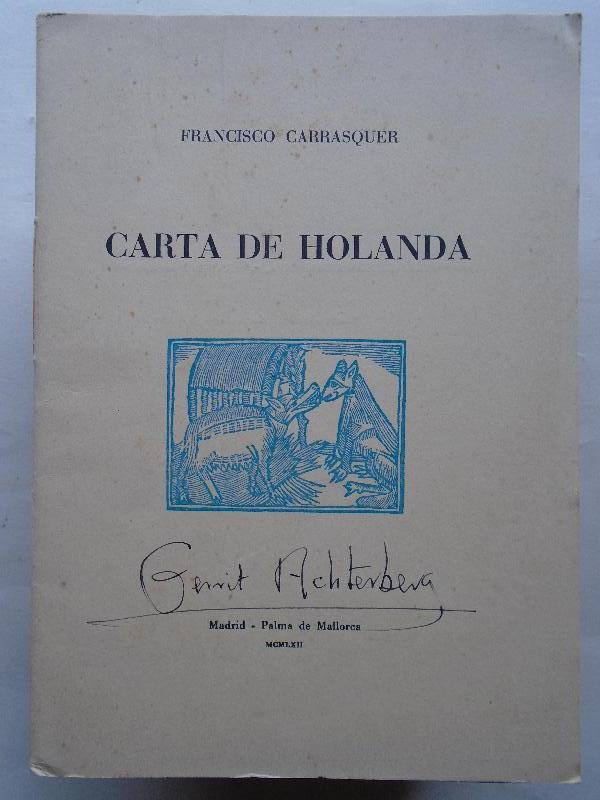 FRANCISCO CARRASQUER
CARTA DE HOLANDA
Gerrit Achterberg
Madrid - Palma de Mallorca
MCMLXII